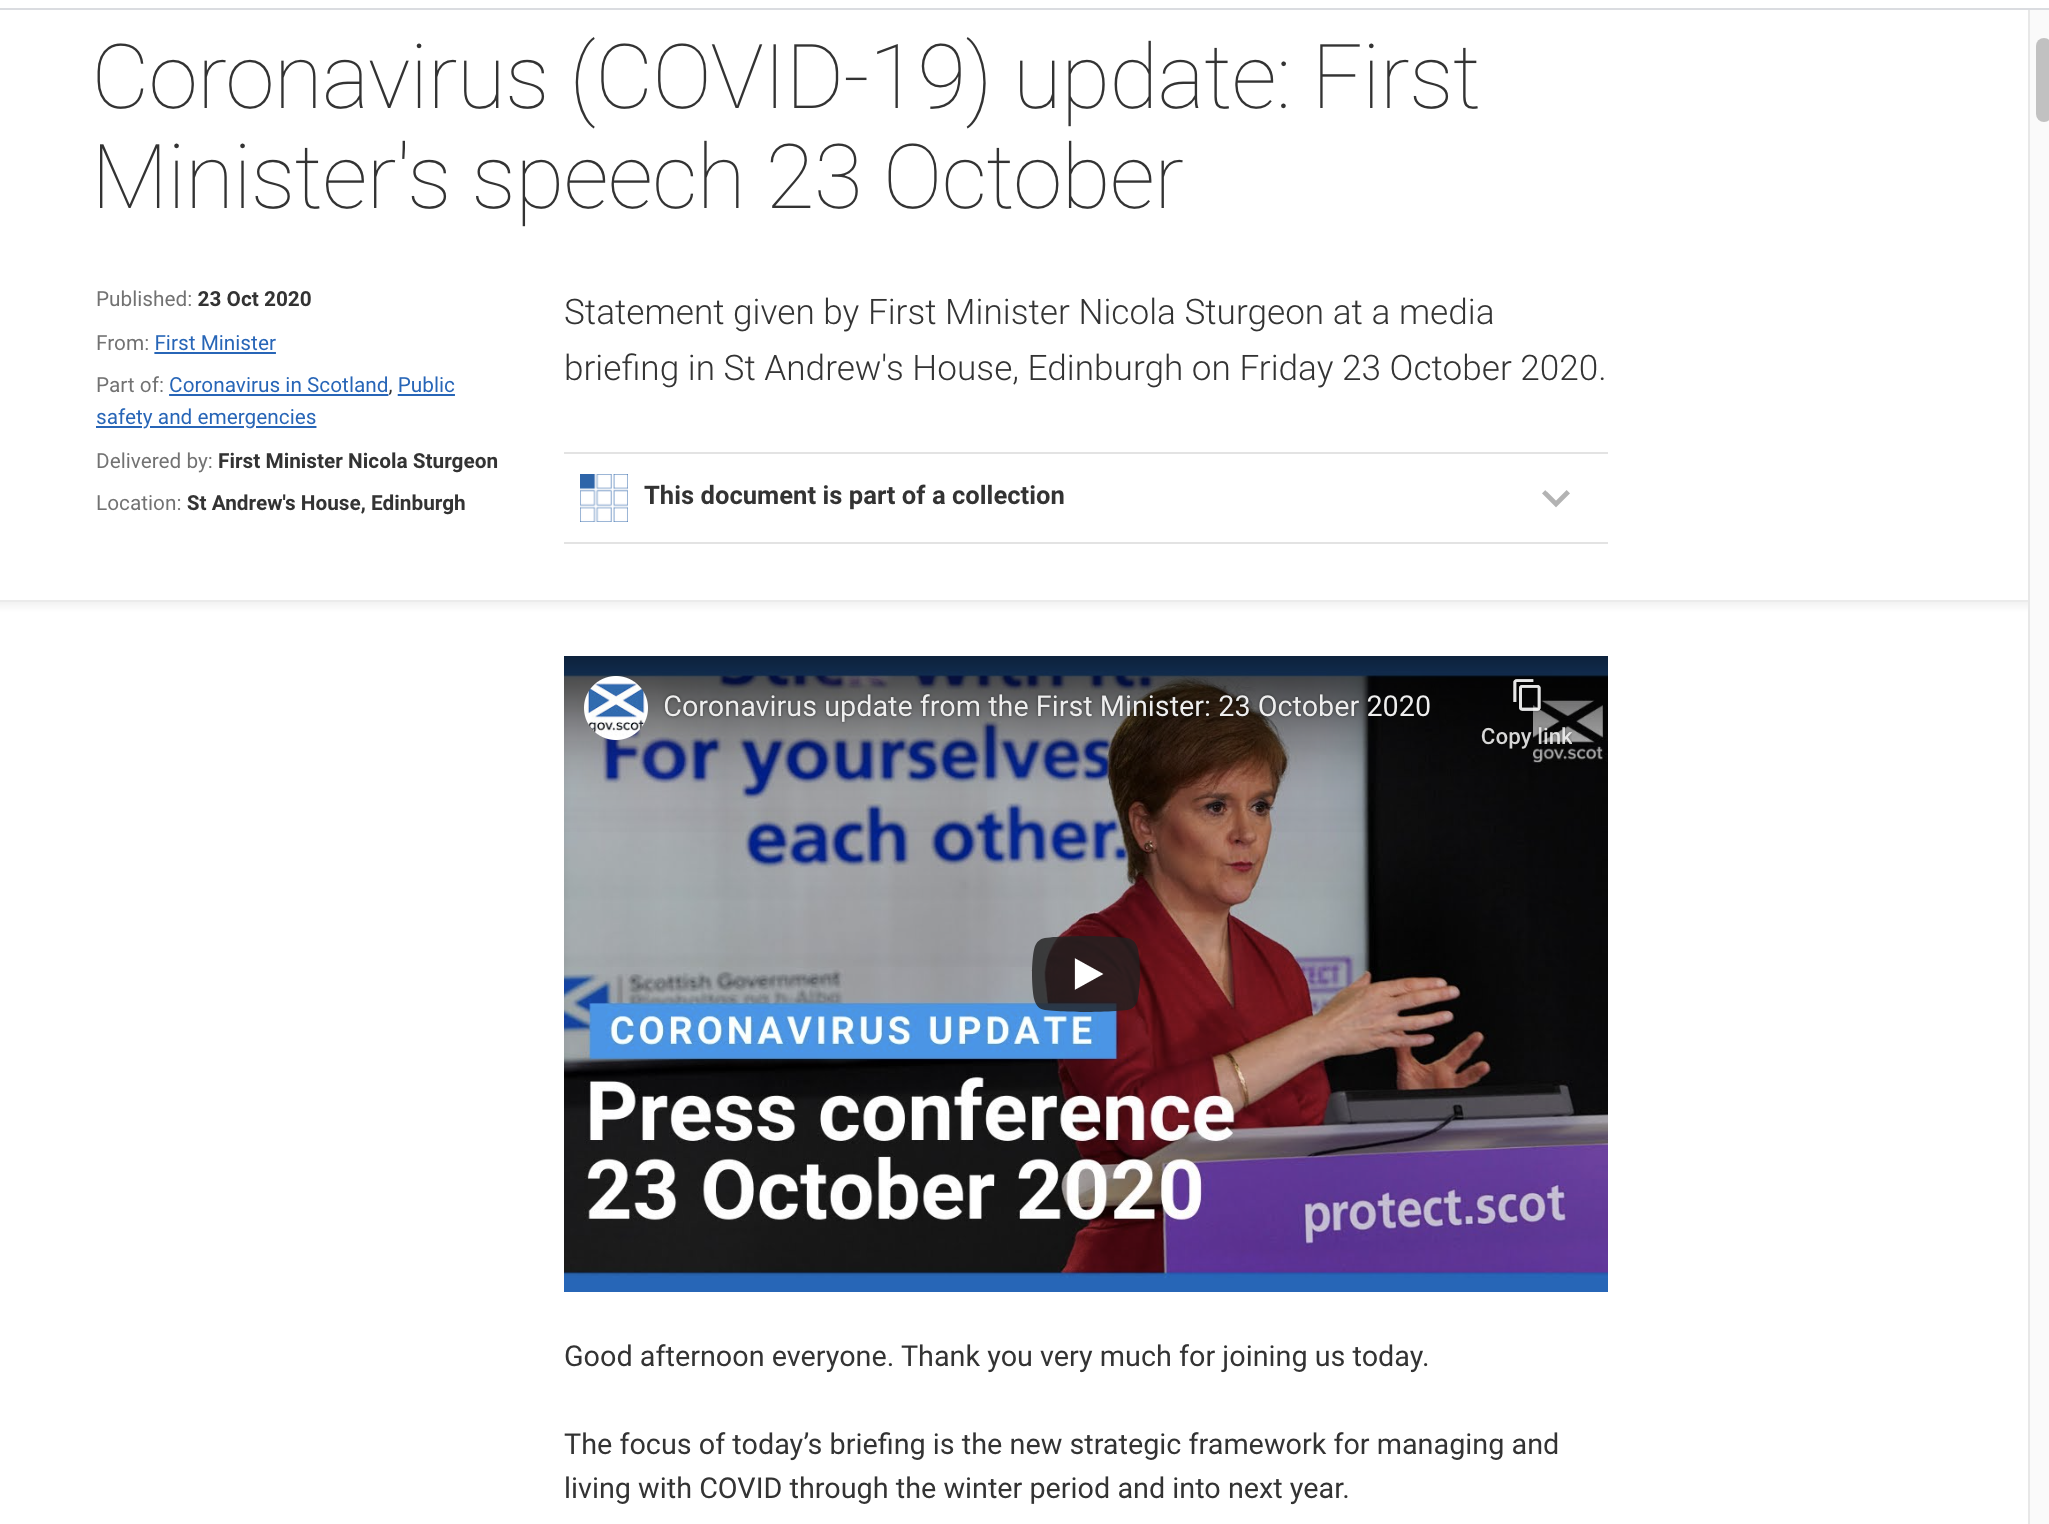 Coronavirus (COVID-19) update: First
Minister's speech 23 October
Published: 23 Oct 2020
From: First Minister
Part of: Coronavirus in Scotland, Public
safety and emergencies
Delivered by: First Minister Nicola Sturgeon
Location: St Andrew's House, Edinburgh
Statement given by First Minister Nicola Sturgeon at a media
briefing in St Andrew's House, Edinburgh on Friday 23 October 2020.
This document is part of a collection
gov.scot
Coronavirus update from the First Minister: 23 October 2020
Copy link
gov.scot
with it.
For yourselves
each other.
Scottish Government
CORONAVIRUS UPDATE
Press conference
23 October 2020
protect.scot
Good afternoon everyone. Thank you very much for joining us today.
The focus of today’s briefing is the new strategic framework for managing and
living with COVID through the winter period and into next year.